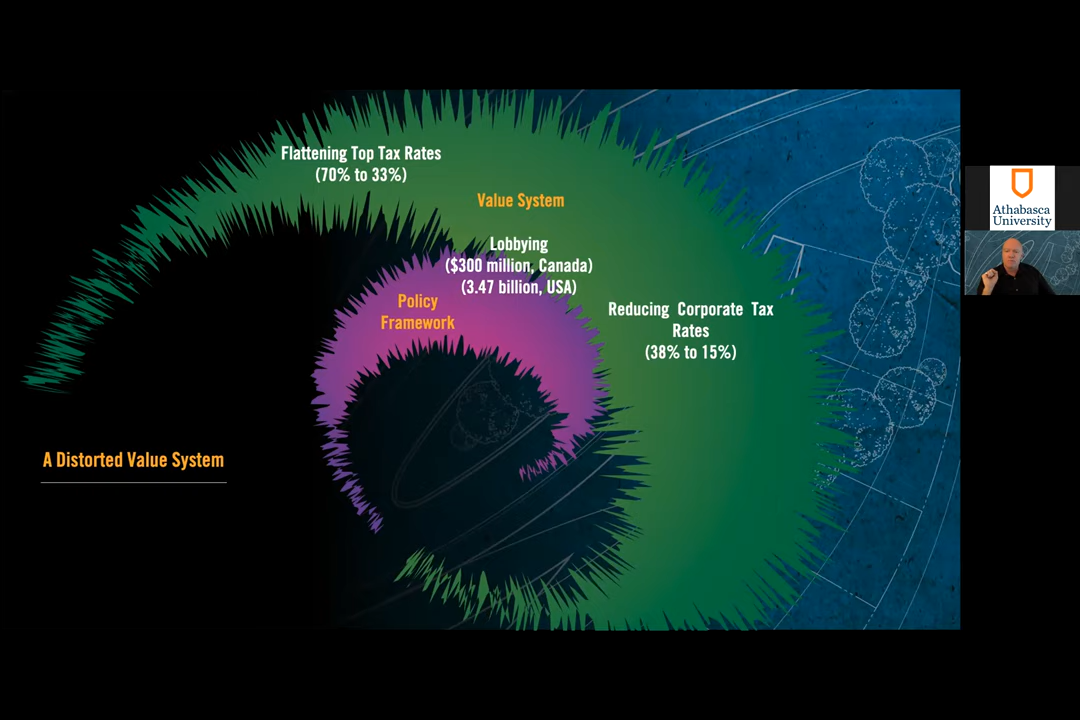 Flattening Top Tax Rates
(70% to 33%)
Value System
Lobbying
($300 million, Canada)
(3.47 billion, USA)
Policy
Framework
Reducing Corporate Tax
Rates
(38% to 15%)
A Distorted Value System
Athabasca
University